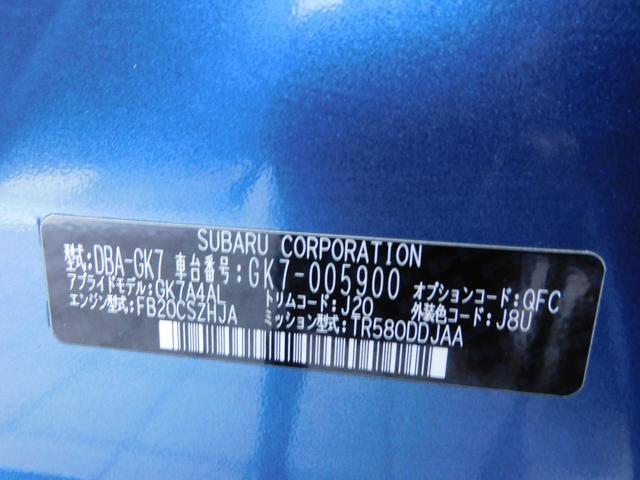 SUBARU CORPORATION
型式:DBA-GK7 車台番号:GK7-005900
アプライドモデル:GK7A4AL トリムコード:J20 オプションコード:QFC
エンジン型式:FB20CSZHJA ミッション型式:TR580DDJAA 外装色コード:J8U